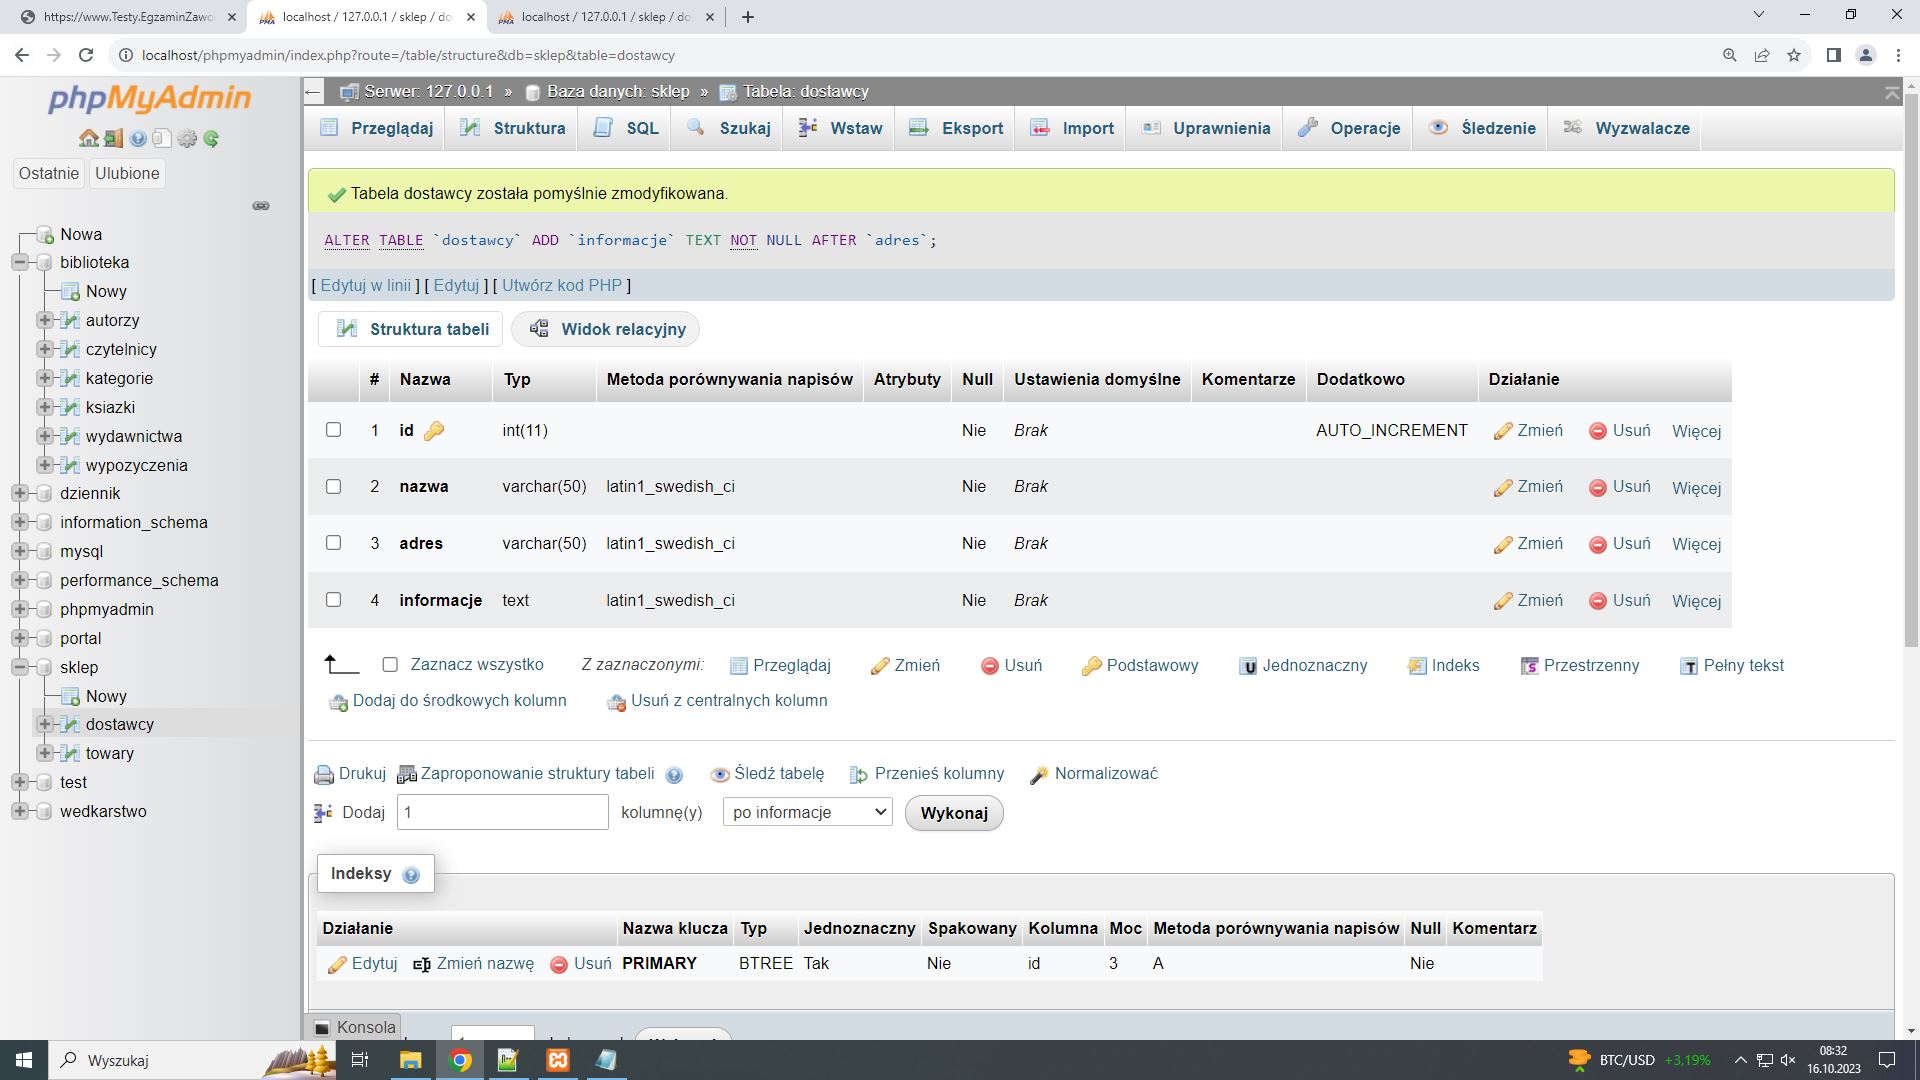 https://www.Testy.EgzaminZawo
localhost / 127.0.0.1 / sklep / do
localhost / 127.0.0.1 / sklep / do
localhost/phpmyadmin/index.php?route=/table/structure&db=sklep&table=dostawcy
phpMyAdmin
Ostatnie Ulubione
Nowa
biblioteka
Nowy
autorzy
czytelnicy
kategorie
ksiazki
wydawnictwa
wypozyczenia
dziennik
information_schema
mysql
performance_schema
phpmyadmin
portal
sklep
Nowy
dostawcy
towary
test
wedkarstwo
Serwer: 127.0.0.1 » Baza danych: sklep » Tabela: dostawcy
Przeglądaj Struktura SQL Szukaj Wstaw Eksport Import Uprawnienia Operacje Śledzenie Wyzwalacze
Tabela dostawcy została pomyślnie zmodyfikowana.
ALTER TABLE `dostawcy` ADD `informacje` TEXT NOT NULL AFTER `adres`;
[ Edytuj w linii ] [ Edytuj ] [ Utwórz kod PHP ]
Struktura tabeli Widok relacyjny
# Nazwa Typ Metoda porównywania napisów Atrybuty Null Ustawienia domyślne Komentarze Dodatkowo Działanie
1 id int(11) Nie Brak AUTO_INCREMENT Zmień Usuń Więcej
2 nazwa varchar(50) latin1_swedish_ci Nie Brak Zmień Usuń Więcej
3 adres varchar(50) latin1_swedish_ci Nie Brak Zmień Usuń Więcej
4 informacje text latin1_swedish_ci Nie Brak Zmień Usuń Więcej
Zaznacz wszystko Z zaznaczonymi: Przeglądaj Zmień Usuń Podstawowy Jednoznaczny Indeks Przestrzenny Pełny tekst
Dodaj do środkowych kolumn Usuń z centralnych kolumn
Drukuj Zaproponowanie struktury tabeli Śledź tabelę Przenieś kolumny Normalizować
Dodaj 1 kolumnę(y) po informacje Wykonaj
Indeksy
Działanie Nazwa klucza Typ Jednoznaczny Spakowany Kolumna Moc Metoda porównywania napisów Null Komentarz
Edytuj Zmień nazwę Usuń PRIMARY BTREE Tak Nie id 3 A Nie
Konsola
Wyszukaj
BTC/USD +3,19%
08:32
16.10.2023